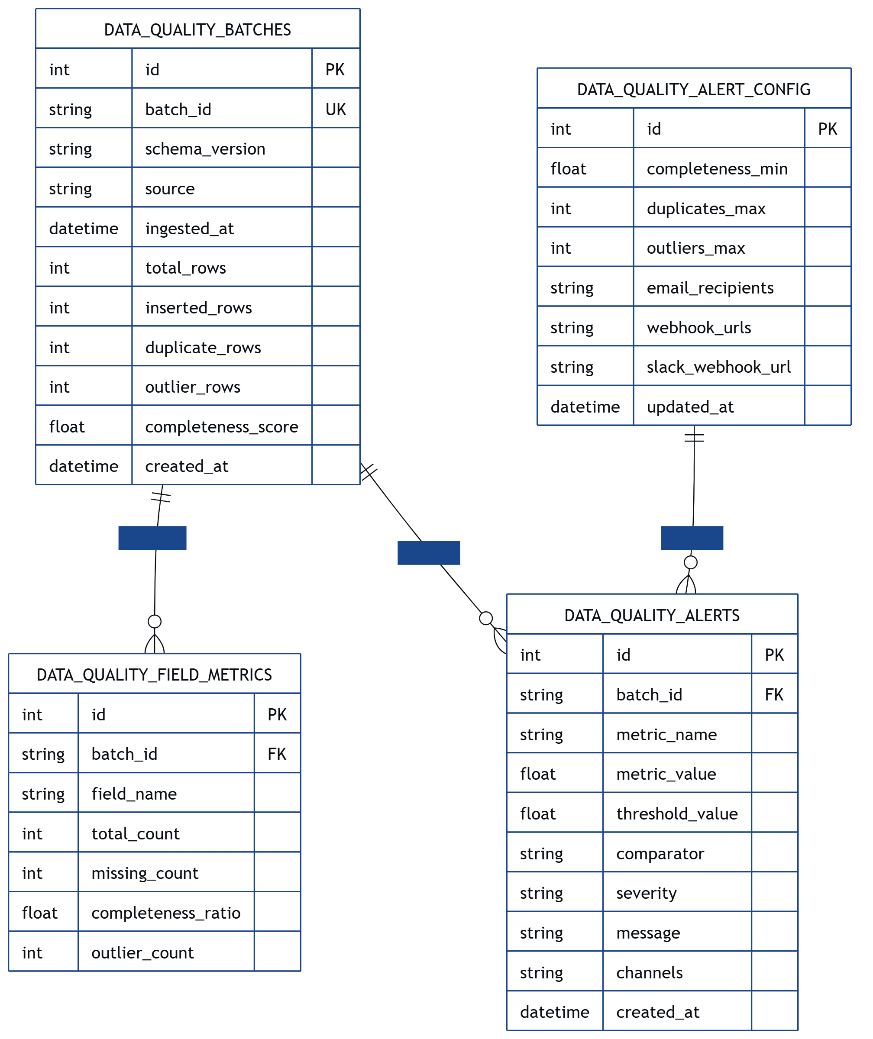 DATA_QUALITY_BATCHES
int id PK
string batch_id UK
string schema_version
string source
datetime ingested_at
int total_rows
int inserted_rows
int duplicate_rows
int outlier_rows
float completeness_score
datetime created_at
DATA_QUALITY_ALERT_CONFIG
int id PK
float completeness_min
int duplicates_max
int outliers_max
string email_recipients
string webhook_urls
string slack_webhook_url
datetime updated_at
DATA_QUALITY_FIELD_METRICS
int id PK
string batch_id FK
string field_name
int total_count
int missing_count
float completeness_ratio
int outlier_count
DATA_QUALITY_ALERTS
int id PK
string batch_id FK
string metric_name
float metric_value
float threshold_value
string comparator
string severity
string message
string channels
datetime created_at